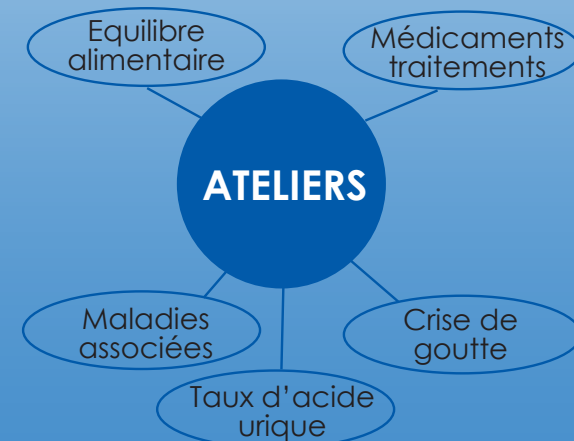 Equilibre
alimentaire
Médicaments
traitements
ATELIERS
Maladies
associées
Crise de
goutte
Taux d’acide
urique